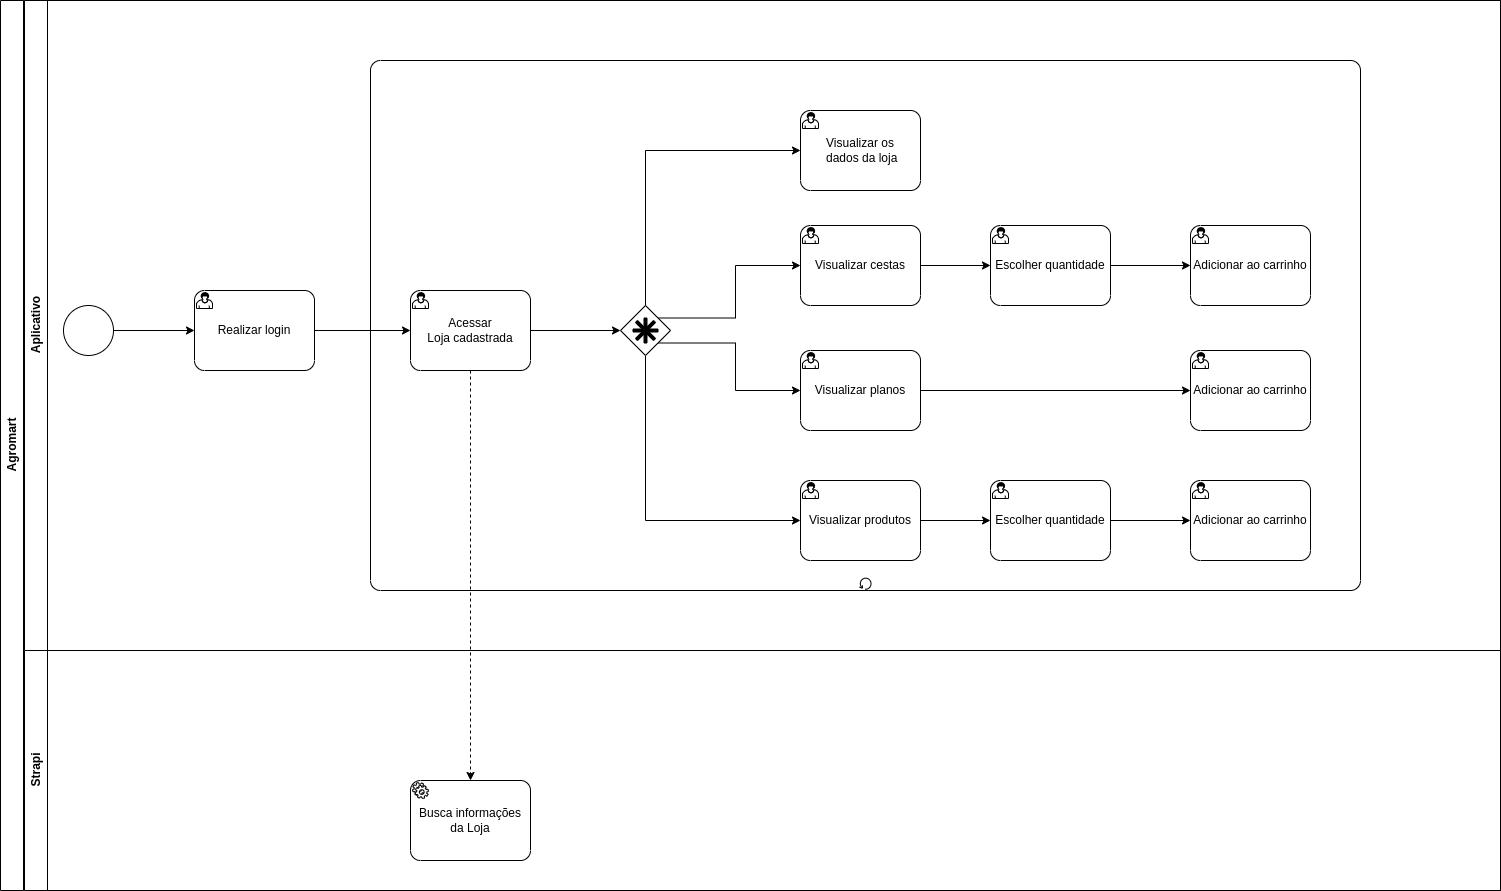 Agromart
Aplicativo
Realizar login
Acessar
Loja cadastrada
Visualizar os
dados da loja
Visualizar cestas
Escolher quantidade
Adicionar ao carrinho
Visualizar planos
Adicionar ao carrinho
Visualizar produtos
Escolher quantidade
Adicionar ao carrinho
Strapi
Busca informações
da Loja